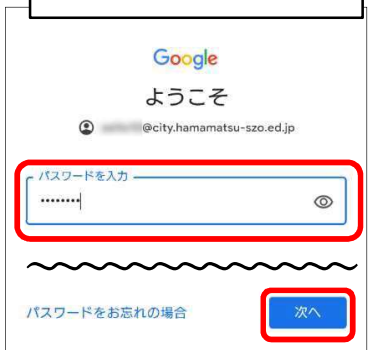 Google
ようこそ
@city.hamamatsu-szo.ed.jp
パスワードを入力
••••••••
パスワードをお忘れの場合
次へ